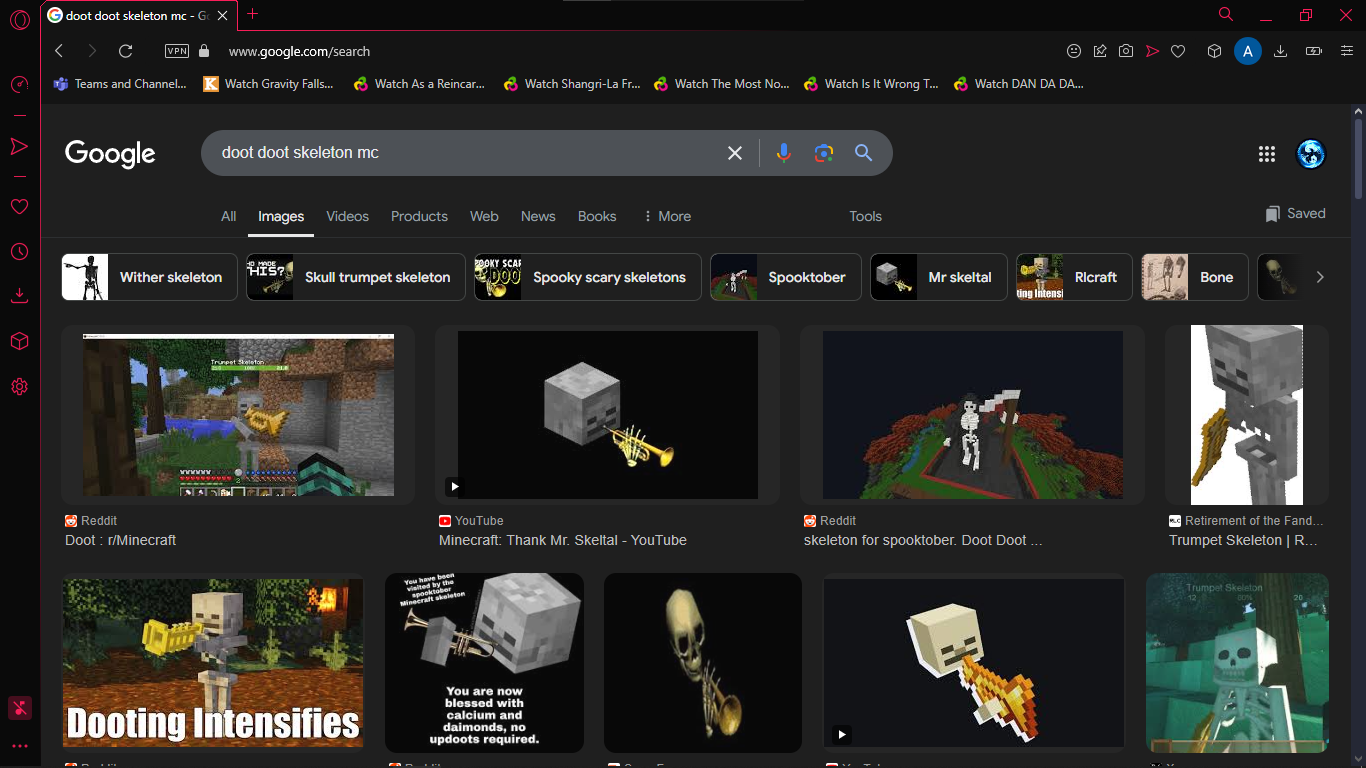 doot doot skeleton mc - Go
VPN
www.google.com/search
A
Teams and Channel...
Watch Gravity Falls...
Watch As a Reincar...
Watch Shangri-La Fr...
Watch The Most No...
Watch Is It Wrong T...
Watch DAN DA DA...
Google
doot doot skeleton mc
All
Images
Videos
Products
Web
News
Books
More
Tools
Saved
Wither skeleton
THIS?
Skull trumpet skeleton
Spooky scary skeletons
Spooktober
Mr skeltal
Rlcraft
Bone
Trumpet Skeleton
Reddit
Doot : r/Minecraft
YouTube
Minecraft: Thank Mr. Skeltal - YouTube
Reddit
skeleton for spooktober. Doot Doot ...
RLC
Retirement of the Fand...
Trumpet Skeleton | R...
Dooting Intensifies
You have been
visited by the
spooktober
Minecraft skeleton
You are now
blessed with
calcium and
daimonds, no
updoots required.
Trumpet Skeleton